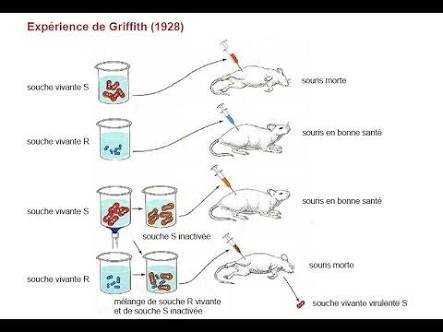 Expérience de Griffith (1928)
souche vivante S
souris morte
souche vivante R
souris en bonne santé
souche vivante S
souris en bonne santé
souche S inactivée
souche vivante R
souris morte
mélange de souche R vivante
et de souche S inactivée
souche vivante virulente S